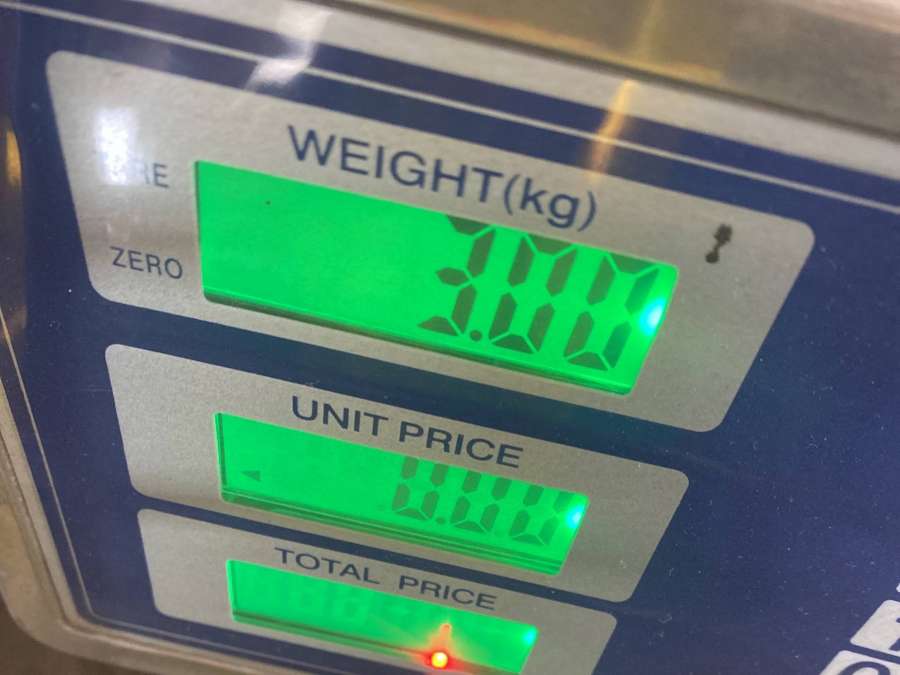 WEIGHT(kg)
ZERO
3.00
UNIT PRICE
0.00
TOTAL PRICE